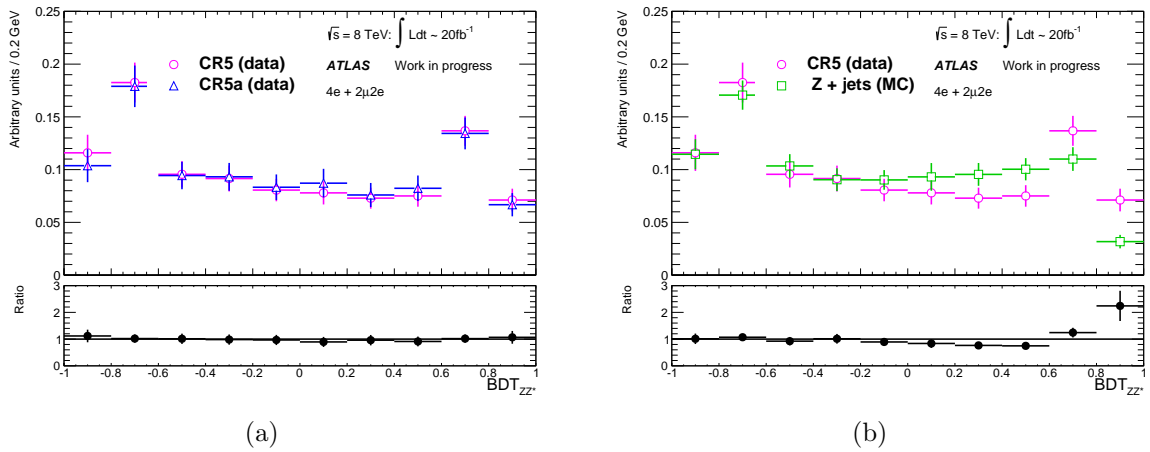 Arbitrary units / 0.2 GeV
0.25
0.2
0.15
0.1
0.05
0
√s = 8 TeV: ∫ Ldt ~ 20fb⁻¹
CR5 (data)
ATLAS
Work in progress
CR5a (data)
4e + 2μ2e
Ratio
3
2
1
0
-1 -0.8 -0.6 -0.4 -0.2 0 0.2 0.4 0.6 0.8 1
BDT_ZZ*
(a)
Arbitrary units / 0.2 GeV
0.25
0.2
0.15
0.1
0.05
0
√s = 8 TeV: ∫ Ldt ~ 20fb⁻¹
CR5 (data)
ATLAS
Work in progress
Z + jets (MC)
4e + 2μ2e
Ratio
3
2
1
0
-1 -0.8 -0.6 -0.4 -0.2 0 0.2 0.4 0.6 0.8 1
BDT_ZZ*
(b)